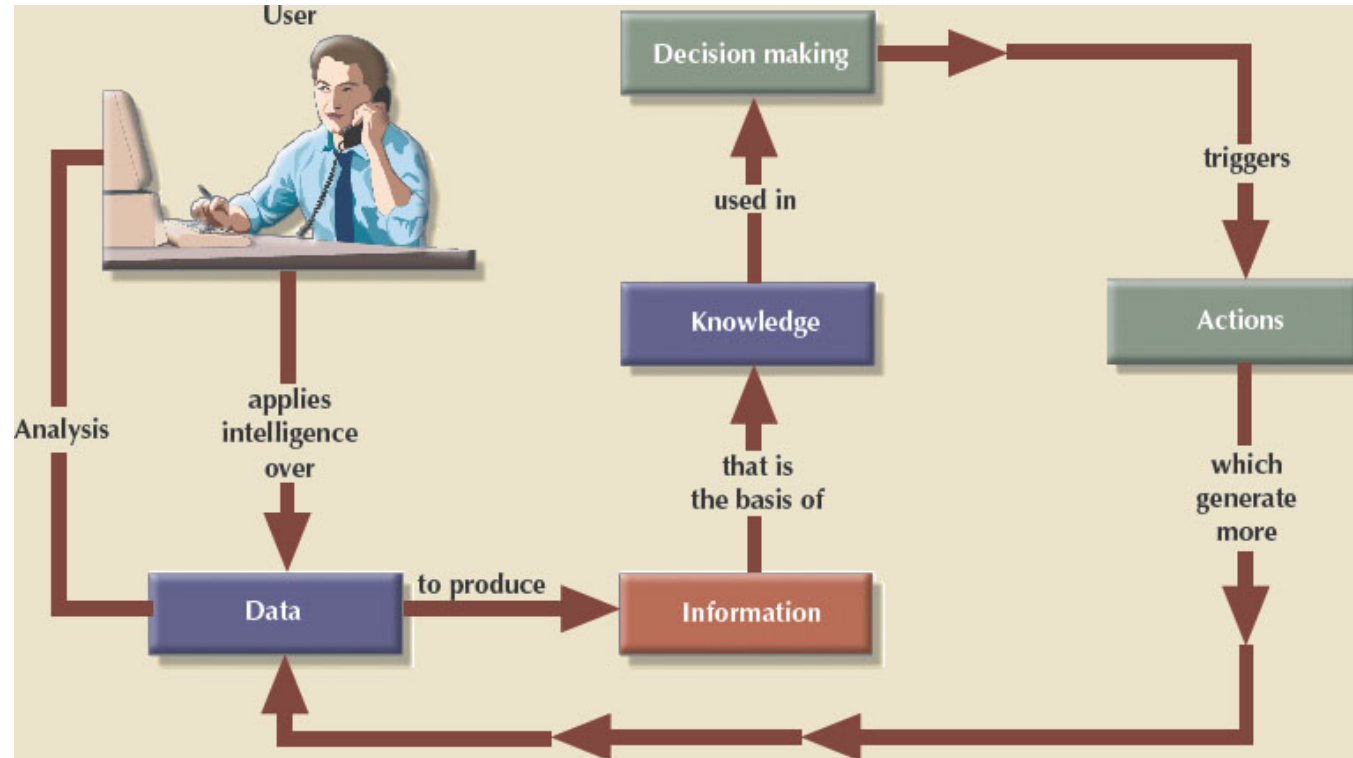 User
Decision making
triggers
used in
Knowledge
Actions
Analysis
applies
intelligence
over
that is
the basis of
which
generate
more
Data
to produce
Information